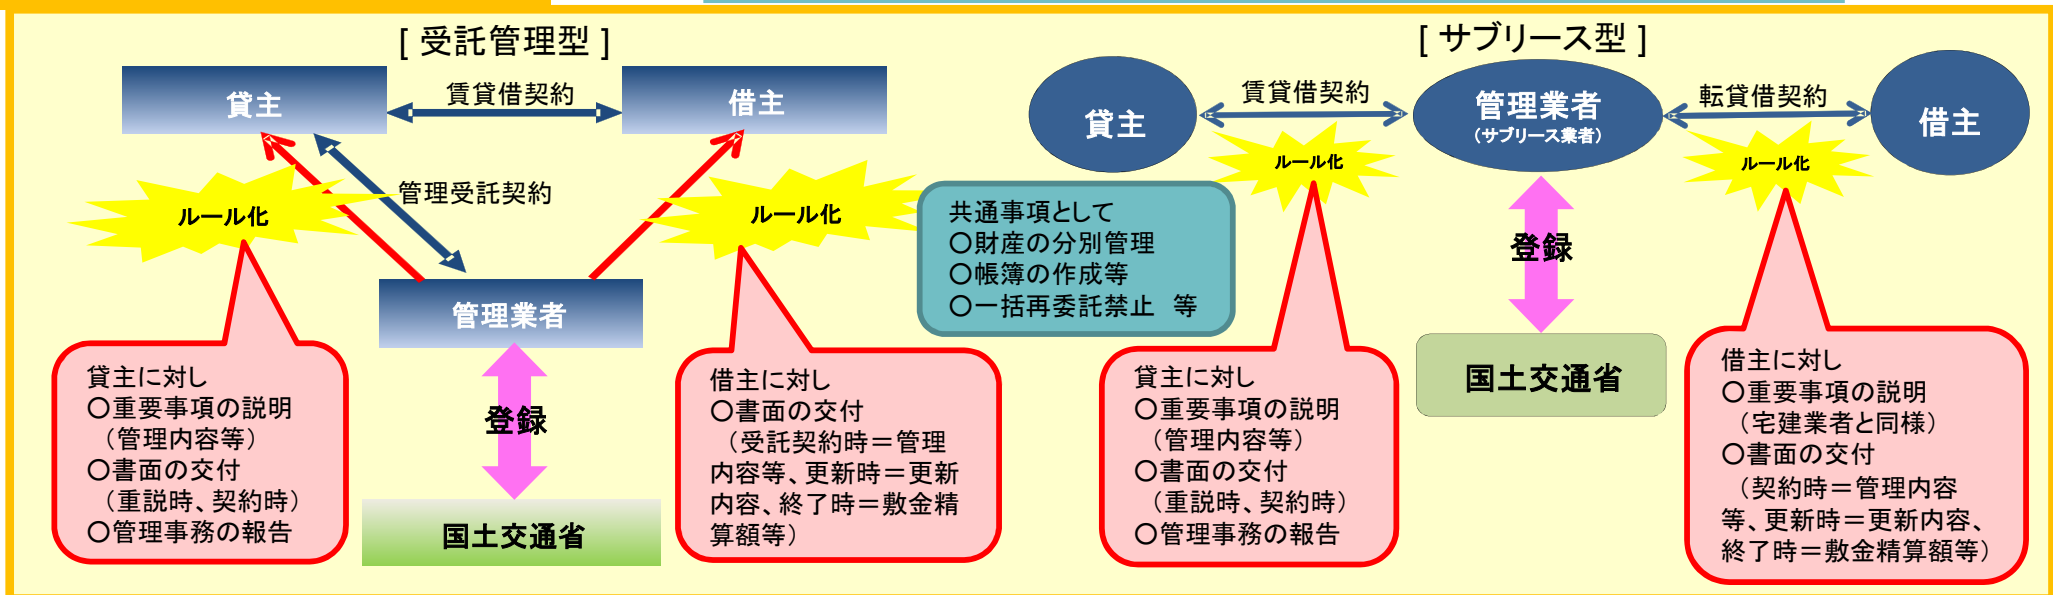 [ 受託管理型 ]
貸主
賃貸借契約
借主
管理受託契約
ルール化
ルール化
管理業者
登録
国土交通省
貸主に対し
○重要事項の説明
（管理内容等）
○書面の交付
（重説時、契約時）
○管理事務の報告
借主に対し
○書面の交付
（受託契約時＝管理
内容等、更新時＝更新
内容、終了時＝敷金精
算額等）
共通事項として
○財産の分別管理
○帳簿の作成等
○一括再委託禁止　等
[ サブリース型 ]
貸主
賃貸借契約
管理業者
（サブリース業者）
転貸借契約
借主
ルール化
ルール化
登録
国土交通省
貸主に対し
○重要事項の説明
（管理内容等）
○書面の交付
（重説時、契約時）
○管理事務の報告
借主に対し
○重要事項の説明
（宅建業者と同様）
○書面の交付
（契約時＝管理内容
等、更新時＝更新内容、
終了時＝敷金精算額等）